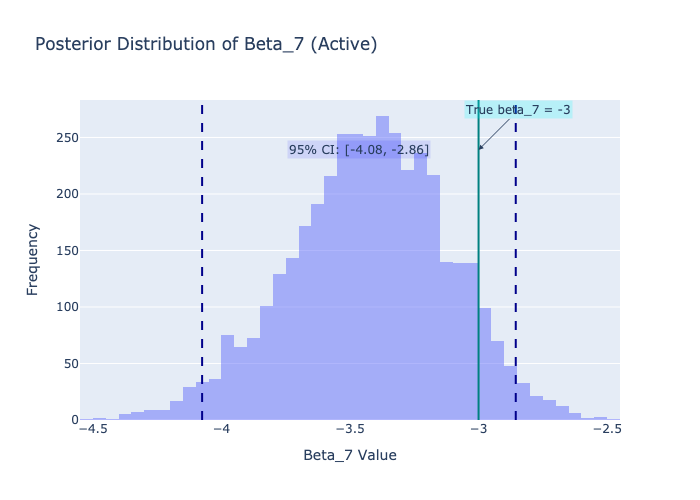 Posterior Distribution of Beta_7 (Active)
True beta_7 = -3
95% CI: [-4.08, -2.86]
Frequency
250
200
150
100
50
0
−4.5
−4
−3.5
−3
−2.5
Beta_7 Value